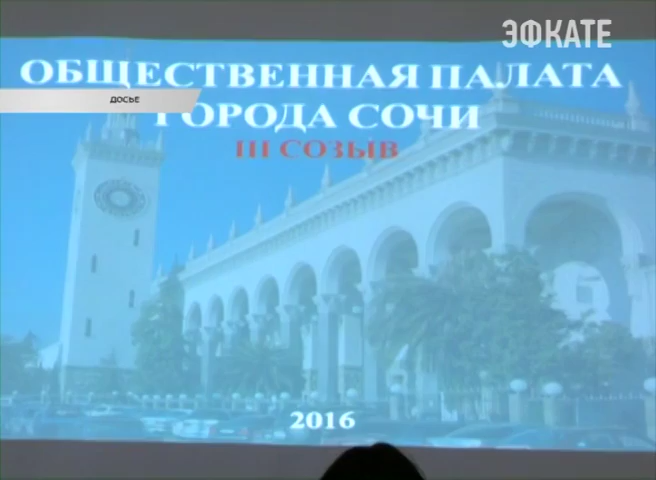 ЭФКАТЕ
ОБЩЕСТВЕННАЯ ПАЛАТА
ДОСЬЕ
ГОРОДА СОЧИ
III СОЗЫВ
2016